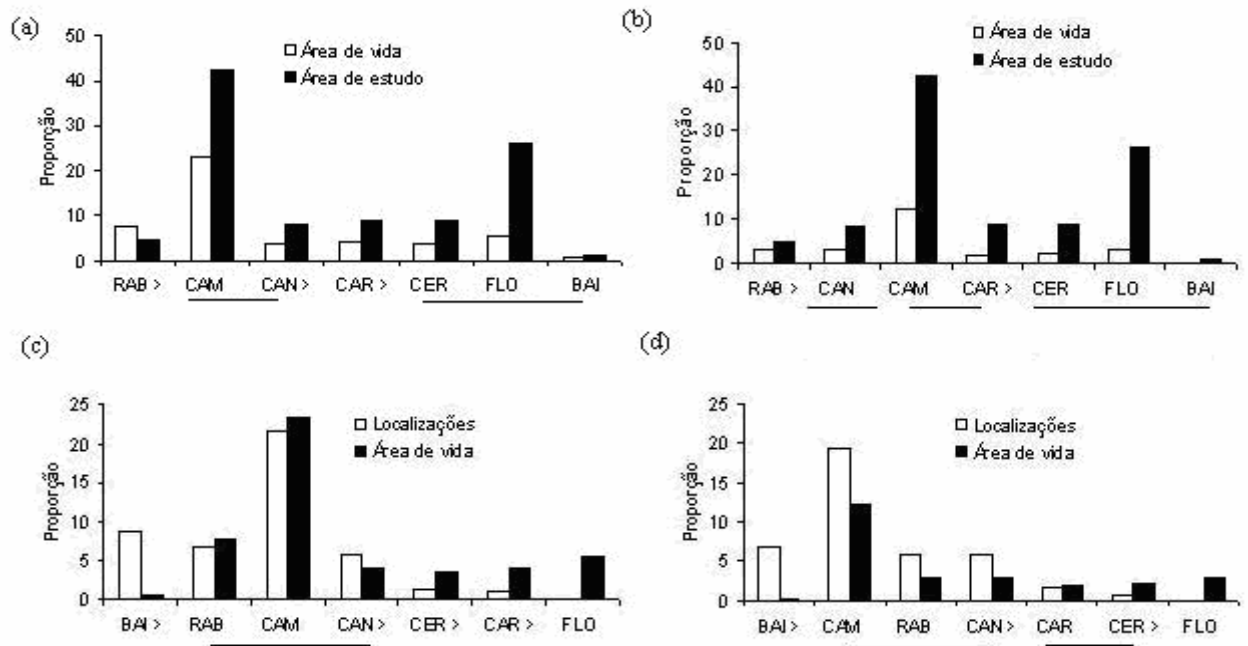 (a)
50
40
30
20
10
0
Proporção
Área de vida
Área de estudo
RAB > CAM CAN > CAR > CER FLO BAI
(b)
50
40
30
20
10
0
Proporção
Área de vida
Área de estudo
RAB > CAN CAM CAR > CER FLO BAI
(c)
25
20
15
10
5
0
Proporção
Localizações
Área de vida
BAI > RAB CAM CAN > CER > CAR > FLO
(d)
25
20
15
10
5
0
Proporção
Localizações
Área de vida
BAI > CAM RAB CAN > CAR CER > FLO